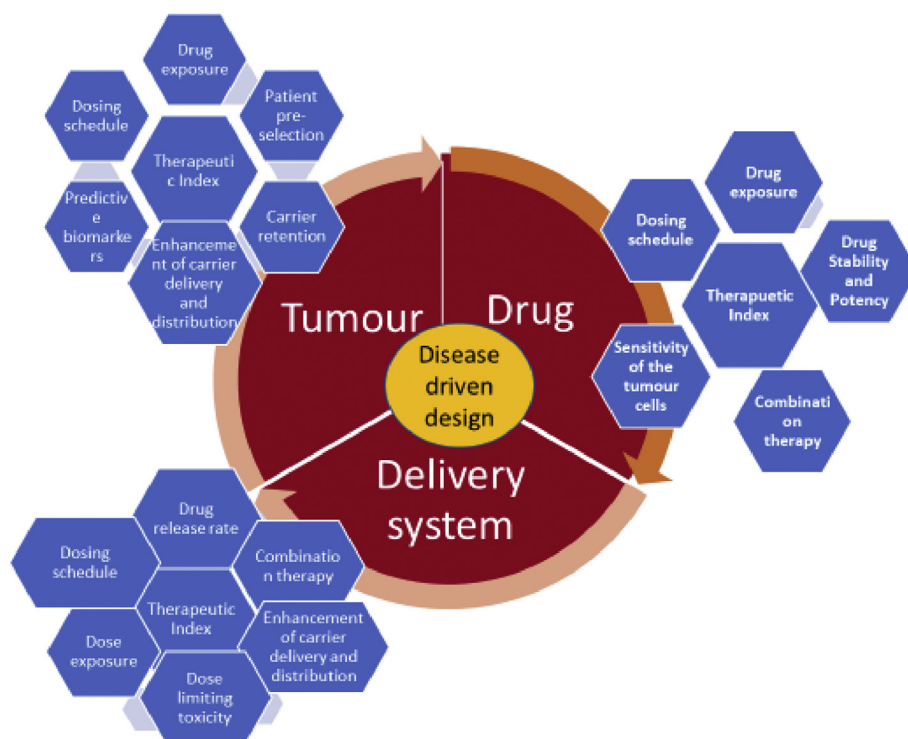 Drug
exposure
Dosing
schedule
Patient
pre-
selection
Therapeuti
c Index
Predictiv
e
biomarke
rs
Carrier
retention
Enhanceme
nt of carrier
delivery
and
distribution
Drug
exposure
Dosing
schedule
Drug
Stability
and
Potency
Therapuetic
Index
Sensitivity
of the
tumour
cells
Combinati
on
therapy
Tumour
Drug
Disease
driven
design
Delivery
system
Drug
release rate
Dosing
schedule
Combinatio
n therapy
Therapeutic
Index
Dose
exposure
Enhancement
of carrier
delivery and
distribution
Dose
limiting
toxicity